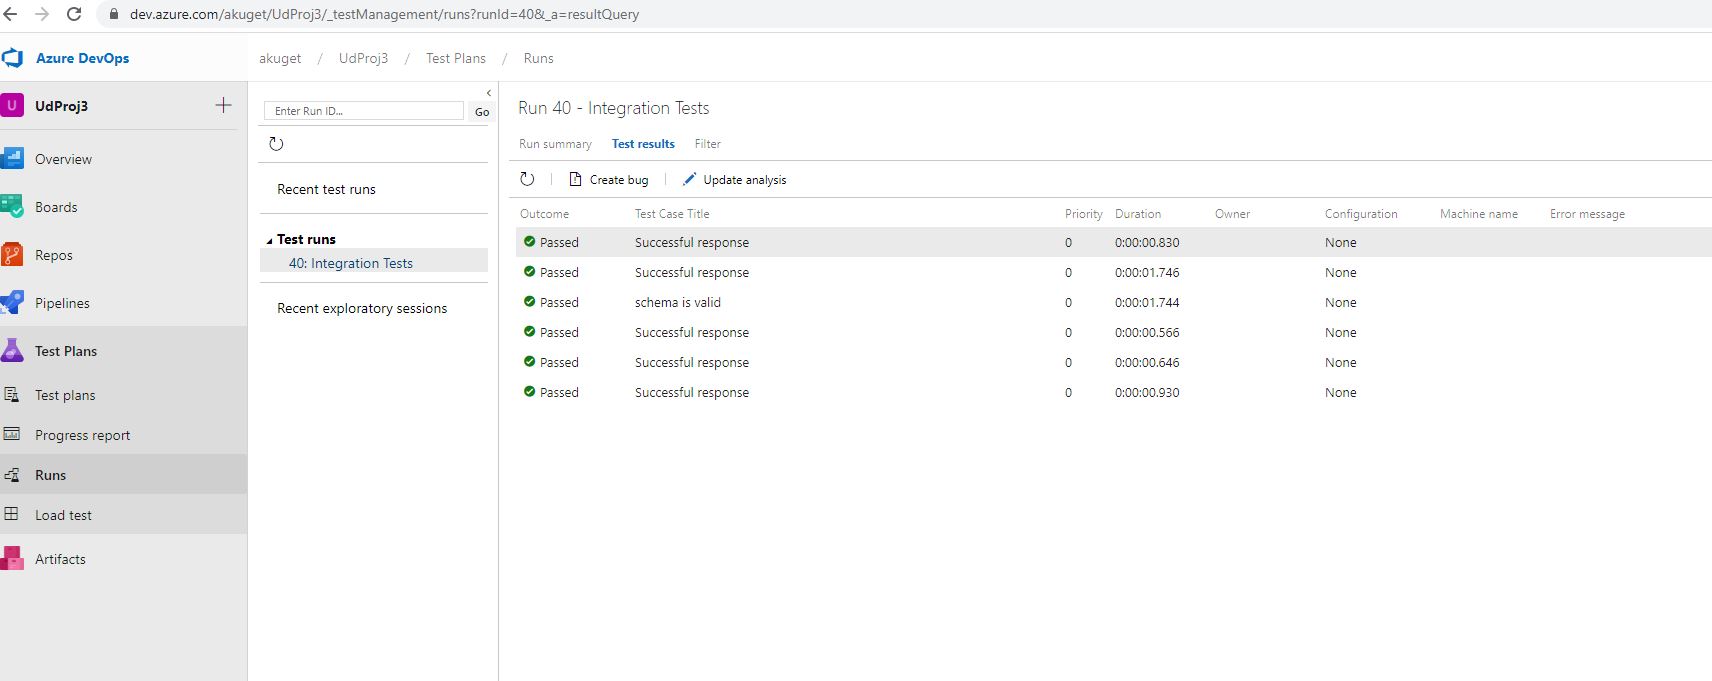 dev.azure.com/akuget/UdProj3/_testManagement/runs?runId=40&_a=resultQuery
Azure DevOps
akuget / UdProj3 / Test Plans / Runs
U UdProj3
Overview
Boards
Repos
Pipelines
Test Plans
Test plans
Progress report
Runs
Load test
Artifacts
Enter Run ID... Go
Recent test runs
Test runs
40: Integration Tests
Recent exploratory sessions
Run 40 - Integration Tests
Run summary Test results Filter
Create bug Update analysis
Outcome Test Case Title Priority Duration Owner Configuration Machine name Error message
Passed Successful response 0 0:00:00.830 None
Passed Successful response 0 0:00:01.746 None
Passed schema is valid 0 0:00:01.744 None
Passed Successful response 0 0:00:00.566 None
Passed Successful response 0 0:00:00.646 None
Passed Successful response 0 0:00:00.930 None